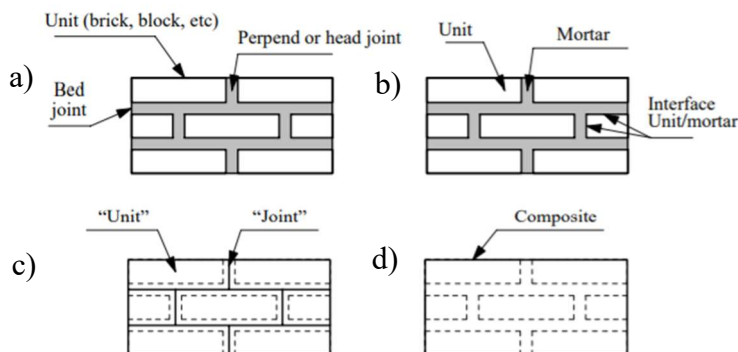 Unit (brick, block, etc)
Perpend or head joint
a)
Bed
joint
Unit
Mortar
b)
Interface
Unit/mortar
“Unit”
“Joint”
c)
Composite
d)